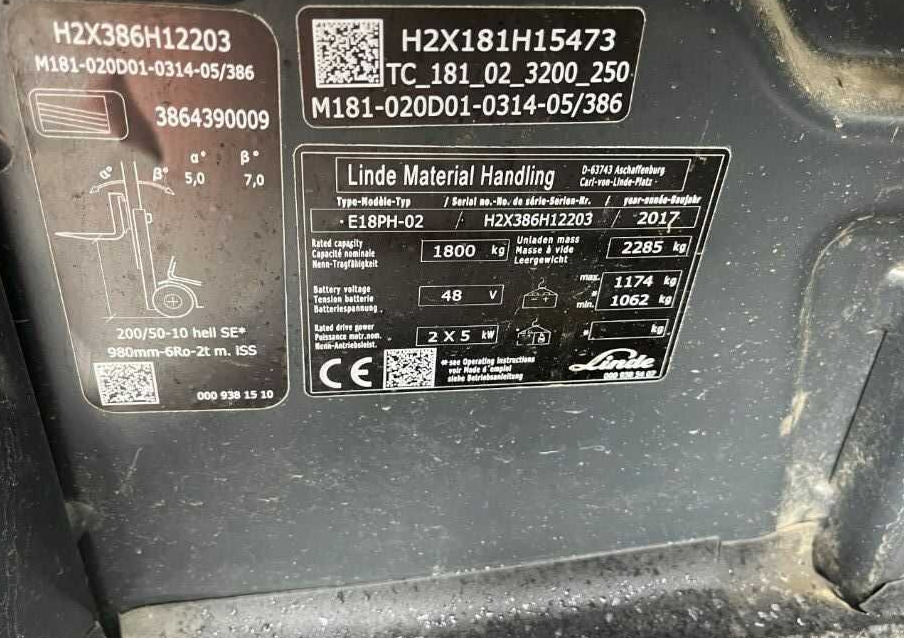 H2X386H12203
M181-020D01-0314-05/386
3864390009
α° β°
α° β° 5,0 7,0
200/50-10 hell SE*
980mm-6Ro-2t m. iSS
000 938 15 10
H2X181H15473
TC_181_02_3200_250
M181-020D01-0314-05/386
Linde Material Handling
D-63743 Aschaffenburg
Carl-von-Linde-Platz
Type-Modèle-Typ / Serial no.-No. de série-Serien-Nr. / year-année-Baujahr
E18PH-02 / H2X386H12203 / 2017
Rated capacity
Capacité nominale
Nenn-Tragfähigkeit
1800 kg
Unladen mass
Masse à vide
Leergewicht
2285 kg
Battery voltage
Tension batterie
Batteriespannung
48 V
max. 1174 kg
*
min. 1062 kg
Rated drive power
Puissance motr.nom.
Nenn-Antriebsleist.
2 X 5 kW
* kg
CE
* see Operating Instructions
voir Mode d'emploi
siehe Betriebsanleitung
Linde
000 938 54 02